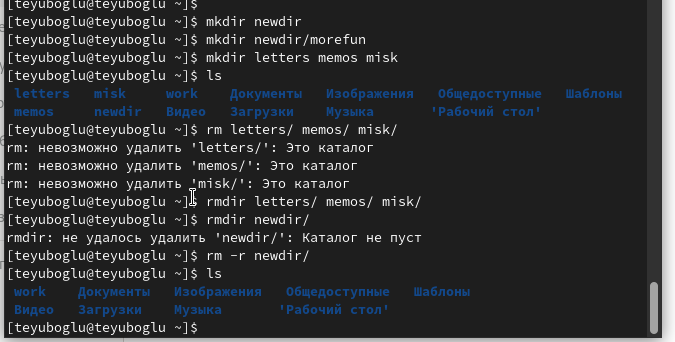 [teyuboglu@teyuboglu ~]$
[teyuboglu@teyuboglu ~]$ mkdir newdir
[teyuboglu@teyuboglu ~]$ mkdir newdir/morefun
[teyuboglu@teyuboglu ~]$ mkdir letters memos misk
[teyuboglu@teyuboglu ~]$ ls
letters misk work Документы Изображения Общедоступные Шаблоны
memos newdir Видео Загрузки Музыка 'Рабочий стол'
[teyuboglu@teyuboglu ~]$ rm letters/ memos/ misk/
rm: невозможно удалить 'letters/': Это каталог
rm: невозможно удалить 'memos/': Это каталог
rm: невозможно удалить 'misk/': Это каталог
[teyuboglu@teyuboglu ~]$ rmdir letters/ memos/ misk/
[teyuboglu@teyuboglu ~]$ rmdir newdir/
rmdir: не удалось удалить 'newdir/': Каталог не пуст
[teyuboglu@teyuboglu ~]$ rm -r newdir/
[teyuboglu@teyuboglu ~]$ ls
work Документы Изображения Общедоступные Шаблоны
Видео Загрузки Музыка 'Рабочий стол'
[teyuboglu@teyuboglu ~]$